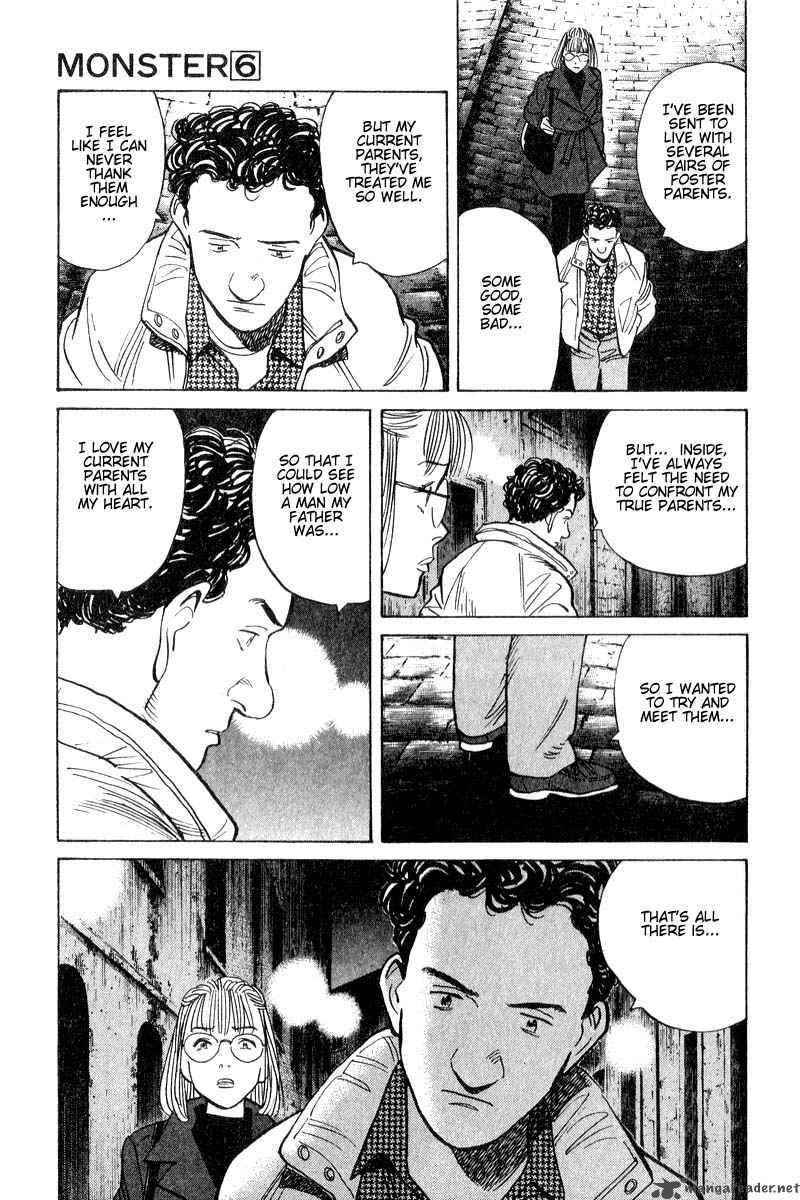 MONSTER 6
I'VE BEEN
SENT TO
LIVE WITH
SEVERAL
PAIRS OF
FOSTER
PARENTS.
SOME
GOOD,
SOME
BAD...
BUT MY
CURRENT
PARENTS,
THEY'VE
TREATED ME
SO WELL.
I FEEL
LIKE I CAN
NEVER
THANK
THEM
ENOUGH
...
BUT... INSIDE,
I'VE ALWAYS
FELT THE NEED
TO CONFRONT MY
TRUE PARENTS...
SO I WANTED
TO TRY AND
MEET THEM...
SO THAT I
COULD SEE
HOW LOW
A MAN MY
FATHER
WAS...
I LOVE MY
CURRENT
PARENTS
WITH ALL
MY HEART.
THAT'S ALL
THERE IS...
mangareader.net